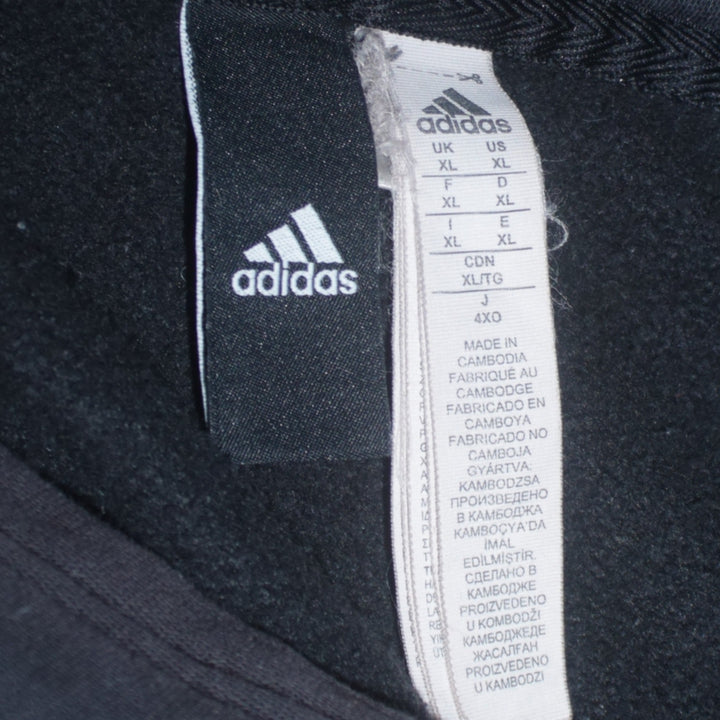 adidas
adidas
UK US
XL XL
F D
XL XL
I E
XL XL
CDN
XL/TG
J
4XO
MADE IN
CAMBODIA
FABRIQUÉ AU
CAMBODGE
FABRICADO EN
CAMBOYA
FABRICADO NO
CAMBOJA
GYÁRTVA:
KAMBODZSA
ПРОИЗВЕДЕНО
В КАМБОДЖА
KAMBOÇYA'DA
İMAL
EDİLMİŞTİR.
СДЕЛАНО В
КАМБОДЖЕ
PROIZVEDENO
U KOMBODŽI
КАМБОДЖЕДЕ
ЖАСАЛҒАН
PROIZVEDENO
U KAMBODZI